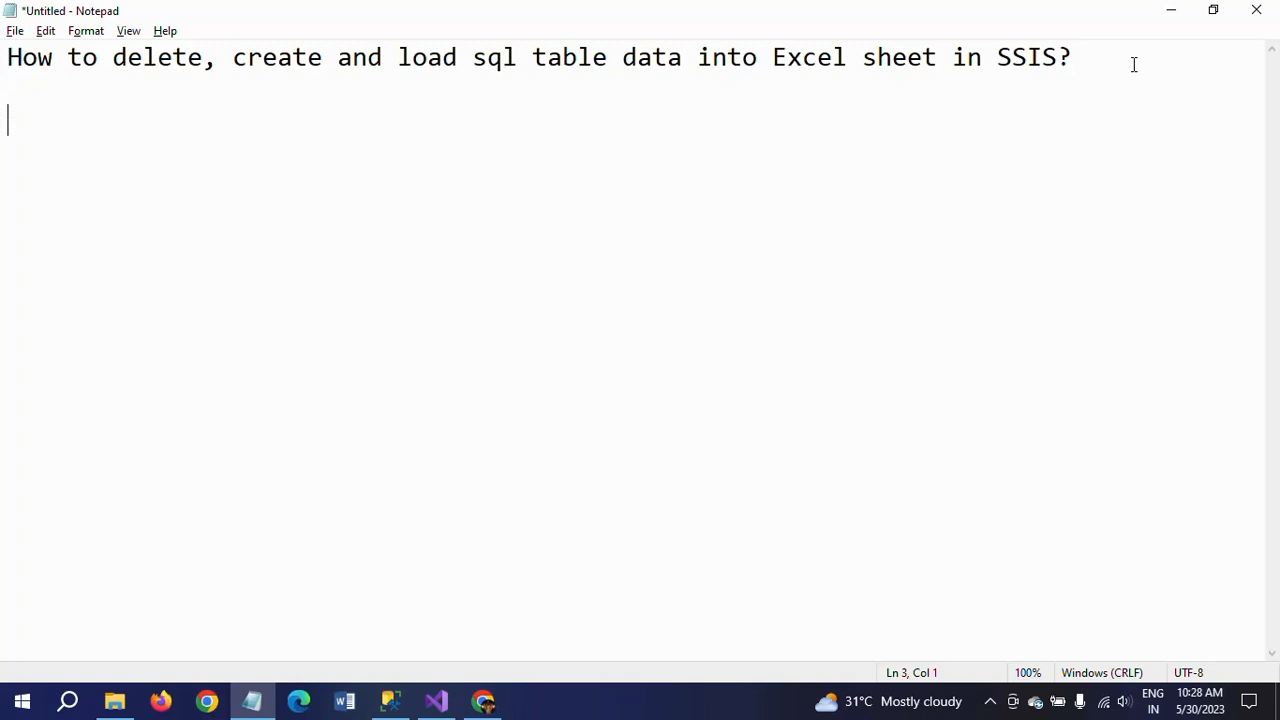 *Untitled - Notepad
File Edit Format View Help
How to delete, create and load sql table data into Excel sheet in SSIS?
Ln 3, Col 1 100% Windows (CRLF) UTF-8
31°C Mostly cloudy ENG 10:28 AM
IN 5/30/2023